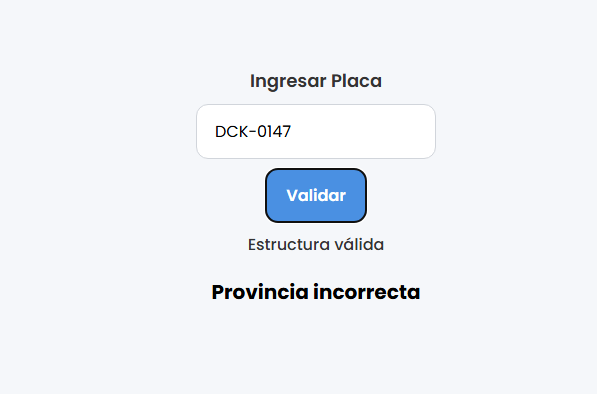 Ingresar Placa
DCK-0147
Validar
Estructura válida
Provincia incorrecta